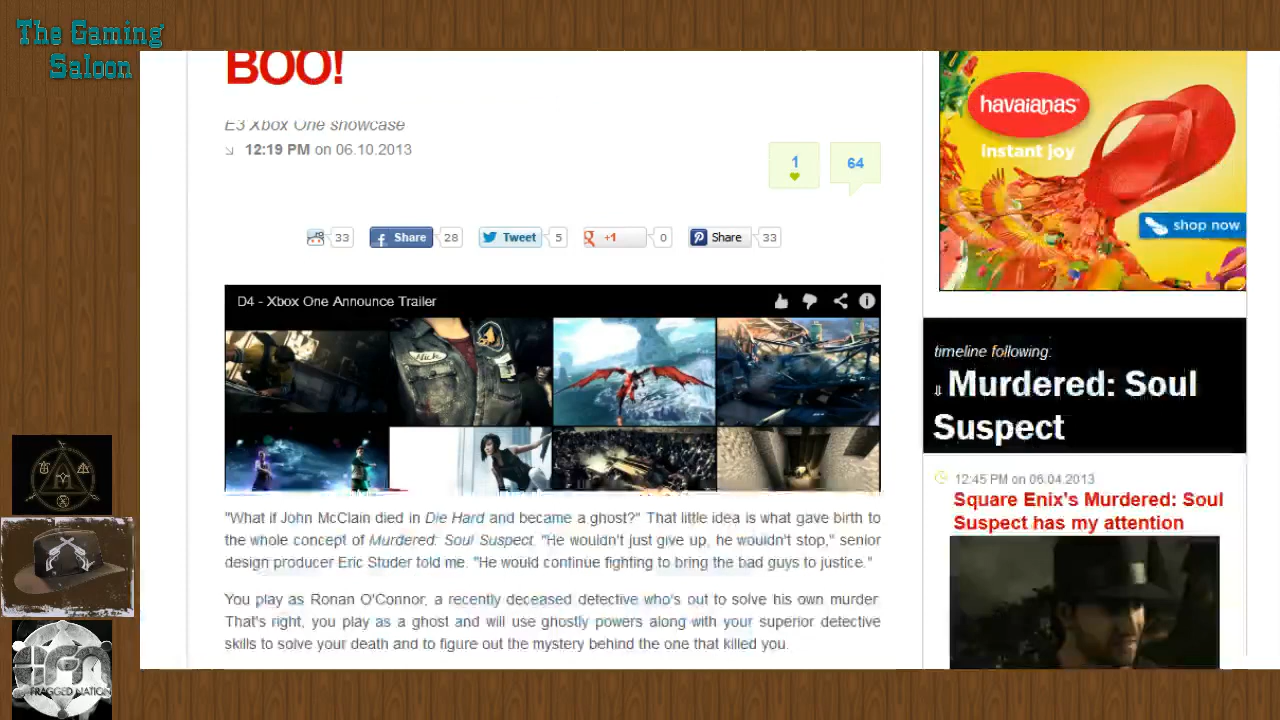 The Gaming
Saloon
BOO!
E3 Xbox One showcase
12:19 PM on 06.10.2013
1
64
33
Share
28
Tweet
5
+1
0
Share
33
D4 - Xbox One Announce Trailer
"What if John McClain died in Die Hard and became a ghost?" That little idea is what gave birth to
the whole concept of Murdered: Soul Suspect. "He wouldn't just give up, he wouldn't stop," senior
design producer Eric Studer told me. "He would continue fighting to bring the bad guys to justice."
You play as Ronan O'Connor, a recently deceased detective who's out to solve his own murder.
That's right, you play as a ghost and will use ghostly powers along with your superior detective
skills to solve your death and to figure out the mystery behind the one that killed you.
havaianas
instant joy
shop now
timeline following:
Murdered: Soul
Suspect
12:45 PM on 06.04.2013
Square Enix's Murdered: Soul
Suspect has my attention
FRAGGED NATION